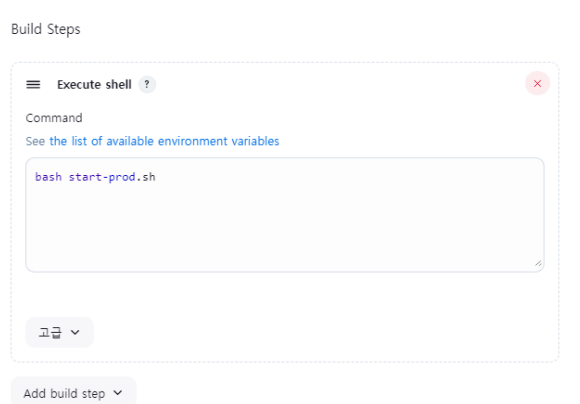 Build Steps
Execute shell ?
Command
See the list of available environment variables
bash start-prod.sh
고급
Add build step